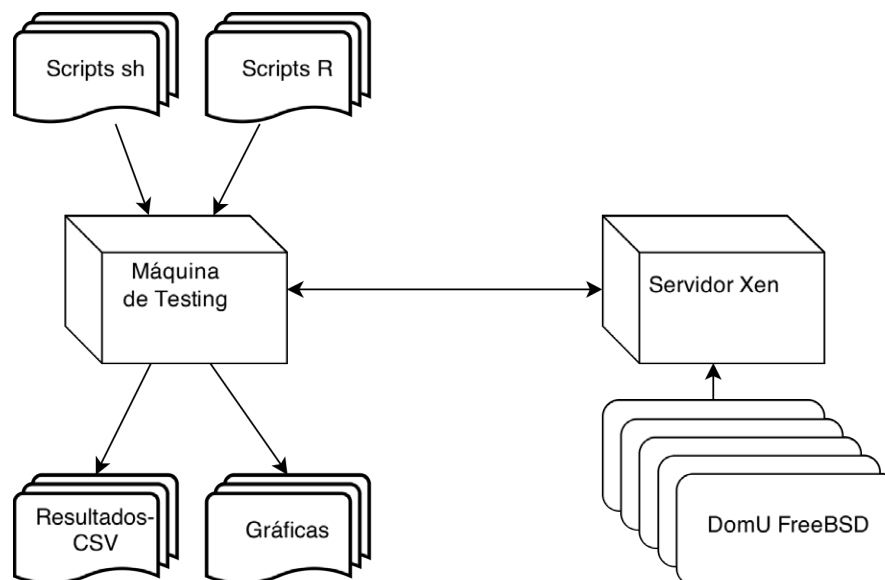 Scripts sh
Scripts R
Máquina
de Testing
Servidor Xen
Resultados-
CSV
Gráficas
DomU FreeBSD